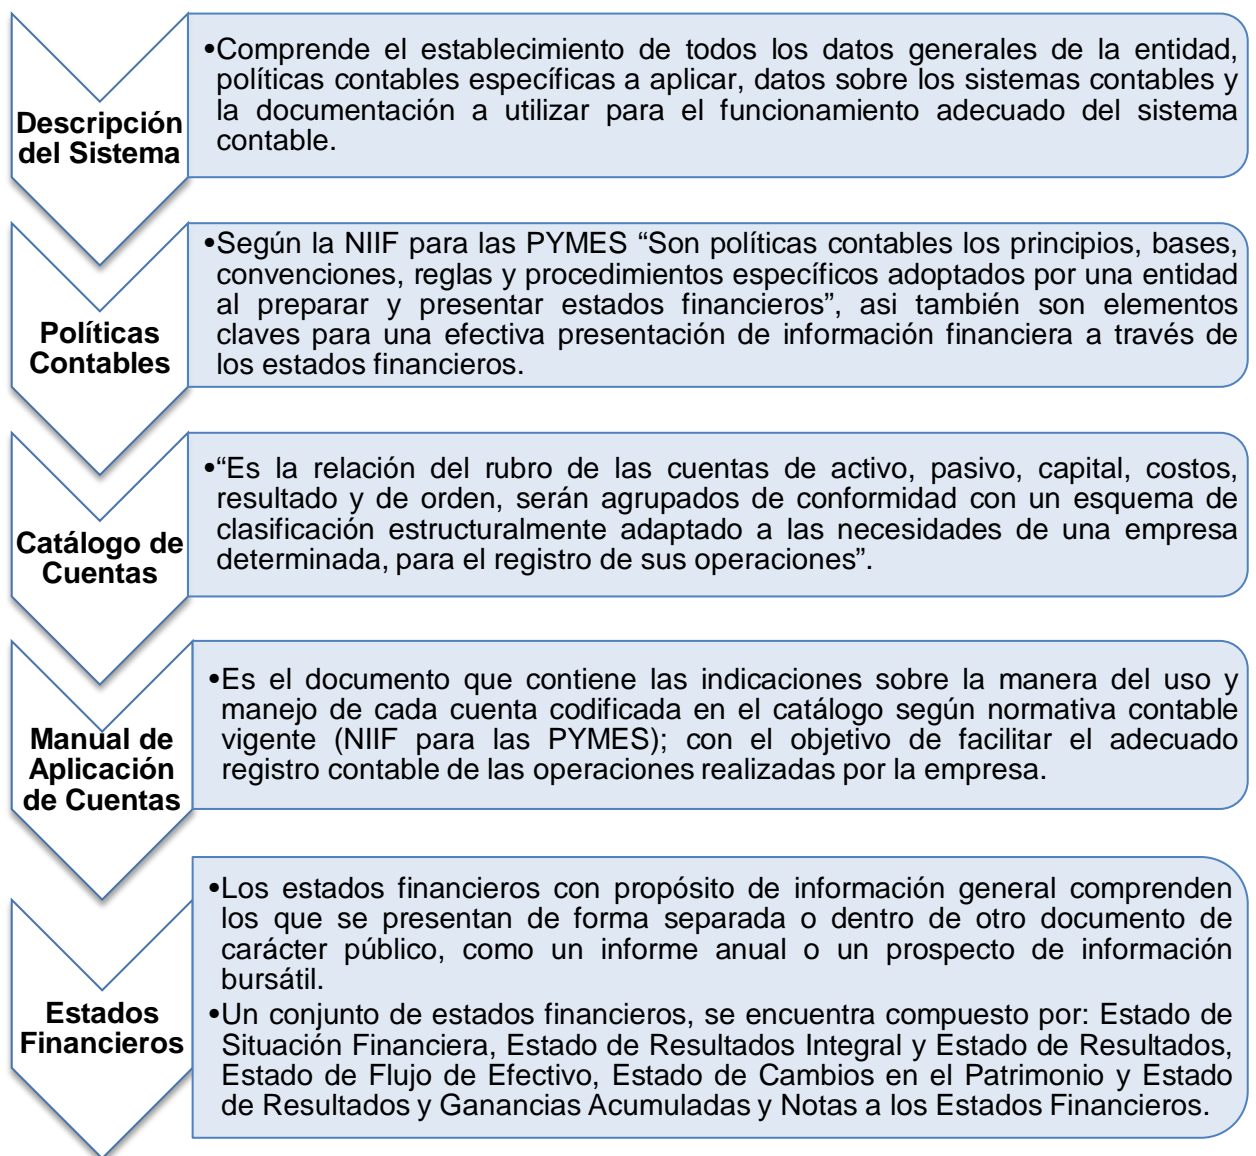 Descripción
del Sistema
•Comprende el establecimiento de todos los datos generales de la entidad,
políticas contables específicas a aplicar, datos sobre los sistemas contables y
la documentación a utilizar para el funcionamiento adecuado del sistema
contable.
Políticas
Contables
•Según la NIIF para las PYMES “Son políticas contables los principios, bases,
convenciones, reglas y procedimientos específicos adoptados por una entidad
al preparar y presentar estados financieros”, asi también son elementos
claves para una efectiva presentación de información financiera a través de
los estados financieros.
Catálogo de
Cuentas
•“Es la relación del rubro de las cuentas de activo, pasivo, capital, costos,
resultado y de orden, serán agrupados de conformidad con un esquema de
clasificación estructuralmente adaptado a las necesidades de una empresa
determinada, para el registro de sus operaciones”.
Manual de
Aplicación
de Cuentas
•Es el documento que contiene las indicaciones sobre la manera del uso y
manejo de cada cuenta codificada en el catálogo según normativa contable
vigente (NIIF para las PYMES); con el objetivo de facilitar el adecuado
registro contable de las operaciones realizadas por la empresa.
Estados
Financieros
•Los estados financieros con propósito de información general comprenden
los que se presentan de forma separada o dentro de otro documento de
carácter público, como un informe anual o un prospecto de información
bursátil.
•Un conjunto de estados financieros, se encuentra compuesto por: Estado de
Situación Financiera, Estado de Resultados Integral y Estado de Resultados,
Estado de Flujo de Efectivo, Estado de Cambios en el Patrimonio y Estado
de Resultados y Ganancias Acumuladas y Notas a los Estados Financieros.